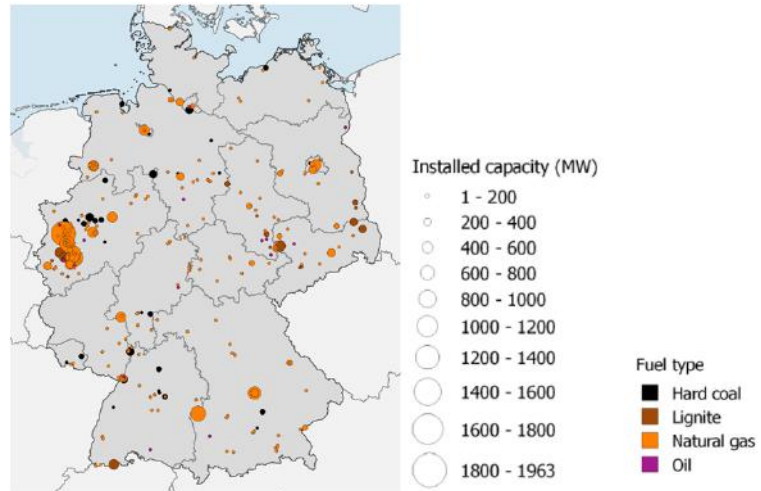 Installed capacity (MW)
1 - 200
200 - 400
400 - 600
600 - 800
800 - 1000
1000 - 1200
1200 - 1400
1400 - 1600
1600 - 1800
1800 - 1963
Fuel type
Hard coal
Lignite
Natural gas
Oil